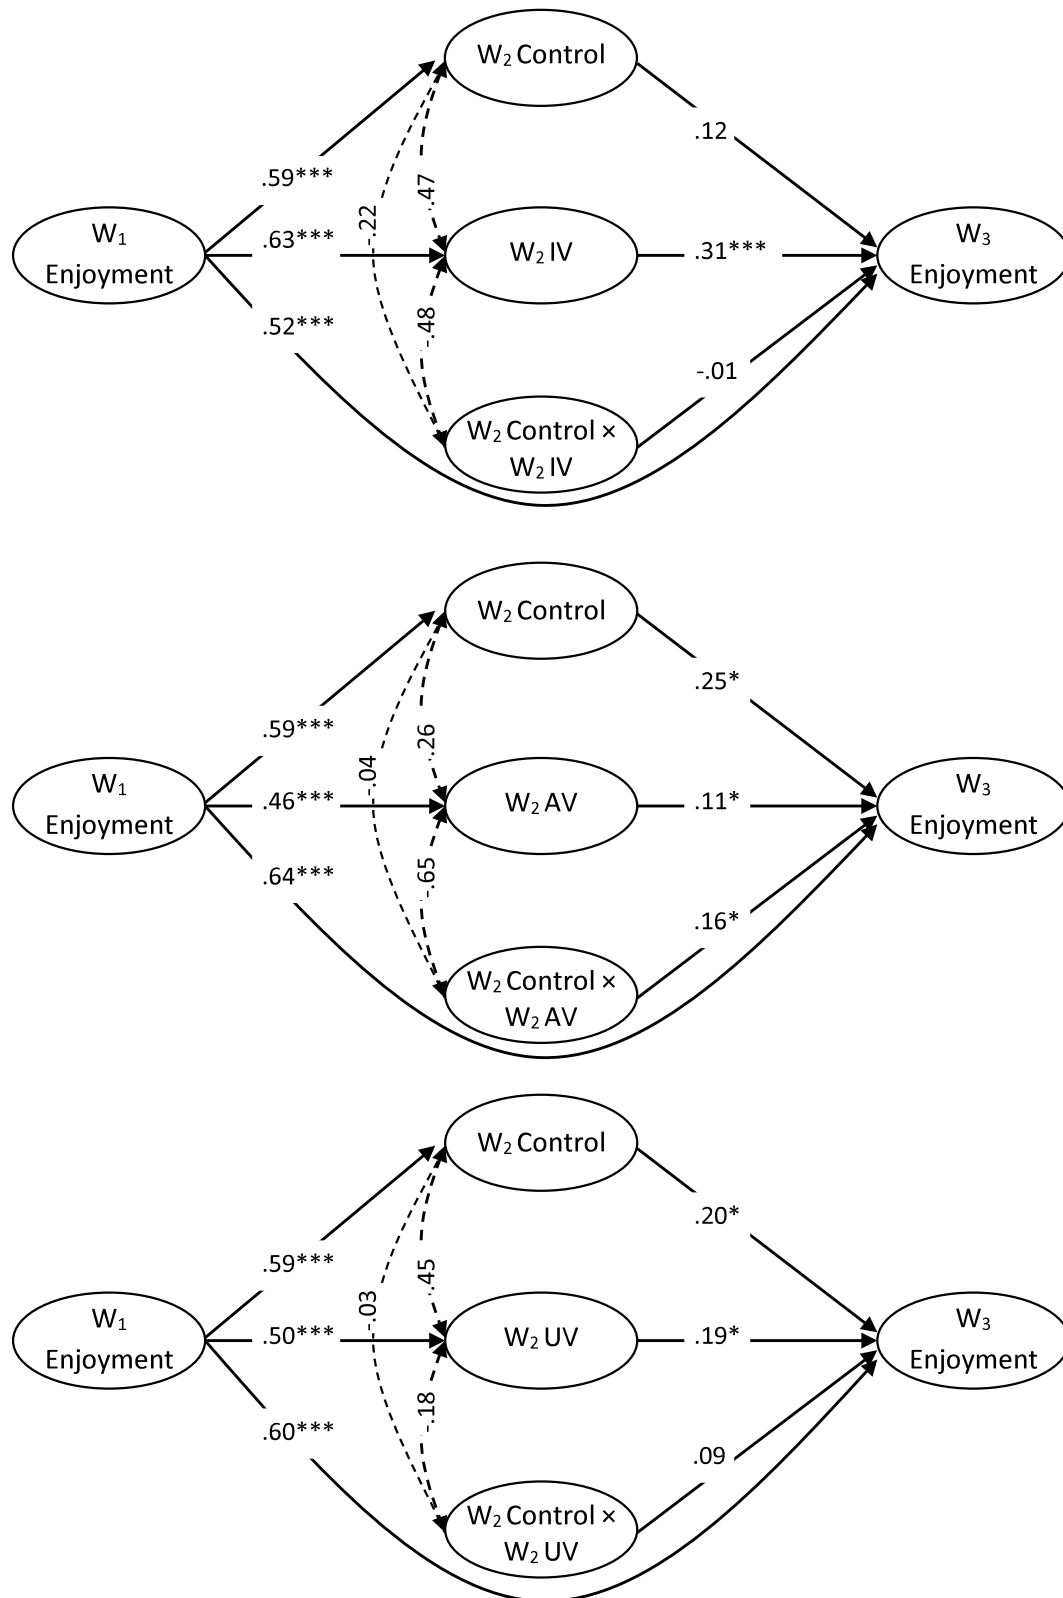 W2 Control
.12
.59***
.47
-.22
W1
Enjoyment
.63***
W2 IV
.31***
W3
Enjoyment
.52***
-.48
-.01
W2 Control ×
W2 IV
W2 Control
.25*
.59***
.26
-.04
W1
Enjoyment
.46***
W2 AV
.11*
W3
Enjoyment
.64***
-.65
.16*
W2 Control ×
W2 AV
W2 Control
.20*
.59***
.45
-.03
W1
Enjoyment
.50***
W2 UV
.19*
W3
Enjoyment
.60***
-.18
.09
W2 Control ×
W2 UV